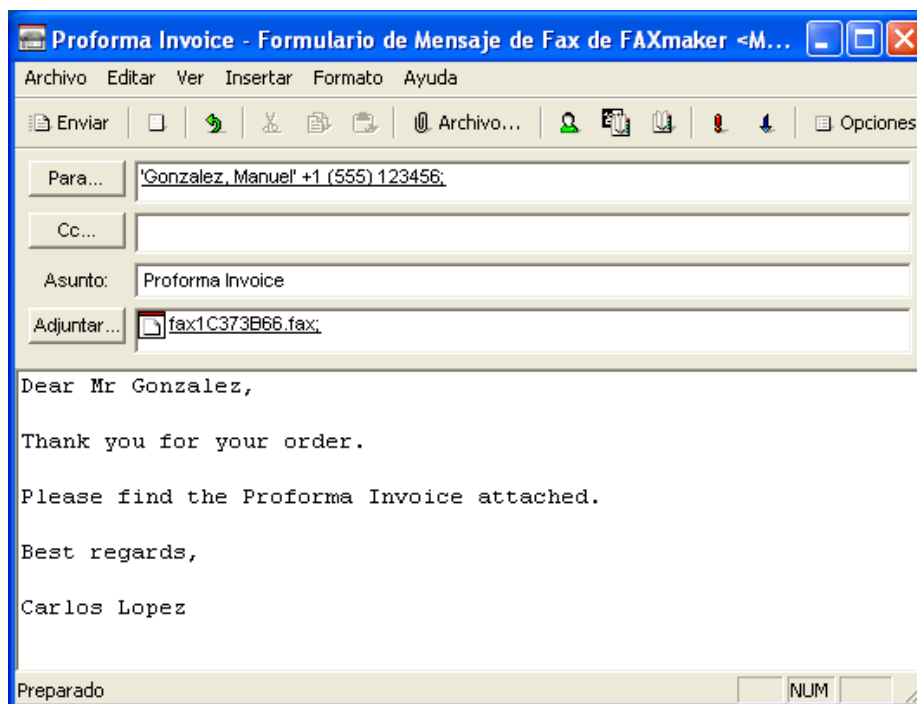 Proforma Invoice - Formulario de Mensaje de Fax de FAXmaker <M...
Archivo Editar Ver Insertar Formato Ayuda
Enviar Archivo... Opciones
Para... 'Gonzalez, Manuel' +1 (555) 123456;
Cc...
Asunto: Proforma Invoice
Adjuntar... fax1C373B66.fax;
Dear Mr Gonzalez,
Thank you for your order.
Please find the Proforma Invoice attached.
Best regards,
Carlos Lopez
Preparado NUM